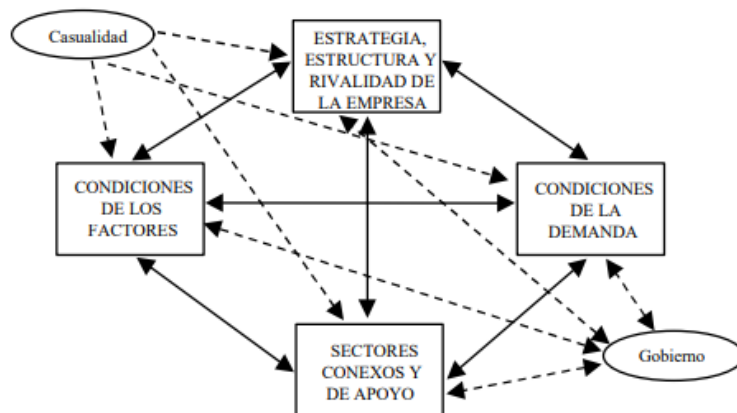 Casualidad
ESTRATEGIA,
ESTRUCTURA Y
RIVALIDAD DE
LA EMPRESA
CONDICIONES
DE LOS
FACTORES
CONDICIONES
DE LA
DEMANDA
SECTORES
CONEXOS Y
DE APOYO
Gobierno